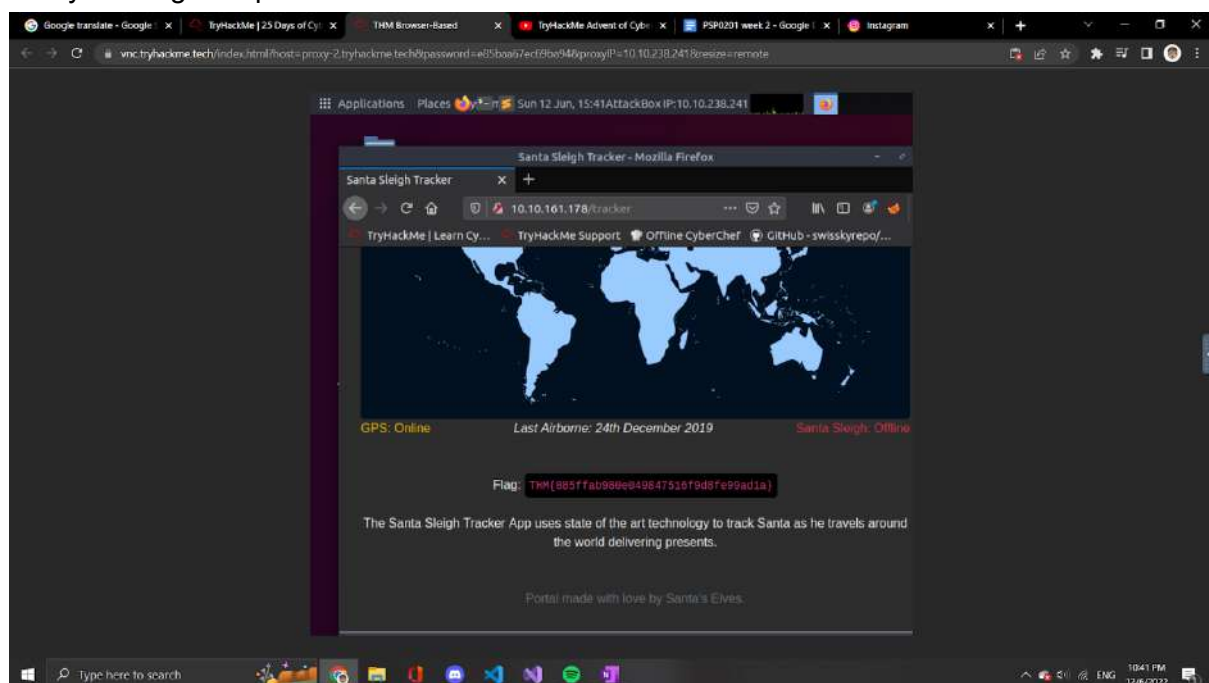 Google translate - Google
TryHackMe | 25 Days of Cy
THM Browser-Based
TryHackMe Advent of Cybe
PSP0201 week 2 - Google
Instagram
Applications Places Sun 12 Jun, 15:41 AttackBox IP:10.10.238.241
Santa Sleigh Tracker - Mozilla Firefox
Santa Sleigh Tracker
10.10.161.178/tracker
TryHackMe | Learn Cy... TryHackMe Support Offline CyberChef GitHub - swisskyrepo/...
GPS: Online Last Airborne: 24th December 2019 Santa Sleigh: Offline
Flag:
The Santa Sleigh Tracker App uses state of the art technology to track Santa as he travels around
the world delivering presents.
Portal made with love by Santa's Elves
Type here to search
ENG
10:41 PM